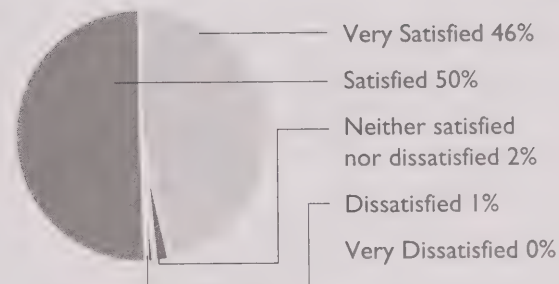 Very Satisfied 46%
Satisfied 50%
Neither satisfied
nor dissatisfied 2%
Dissatisfied 1%
Very Dissatisfied 0%